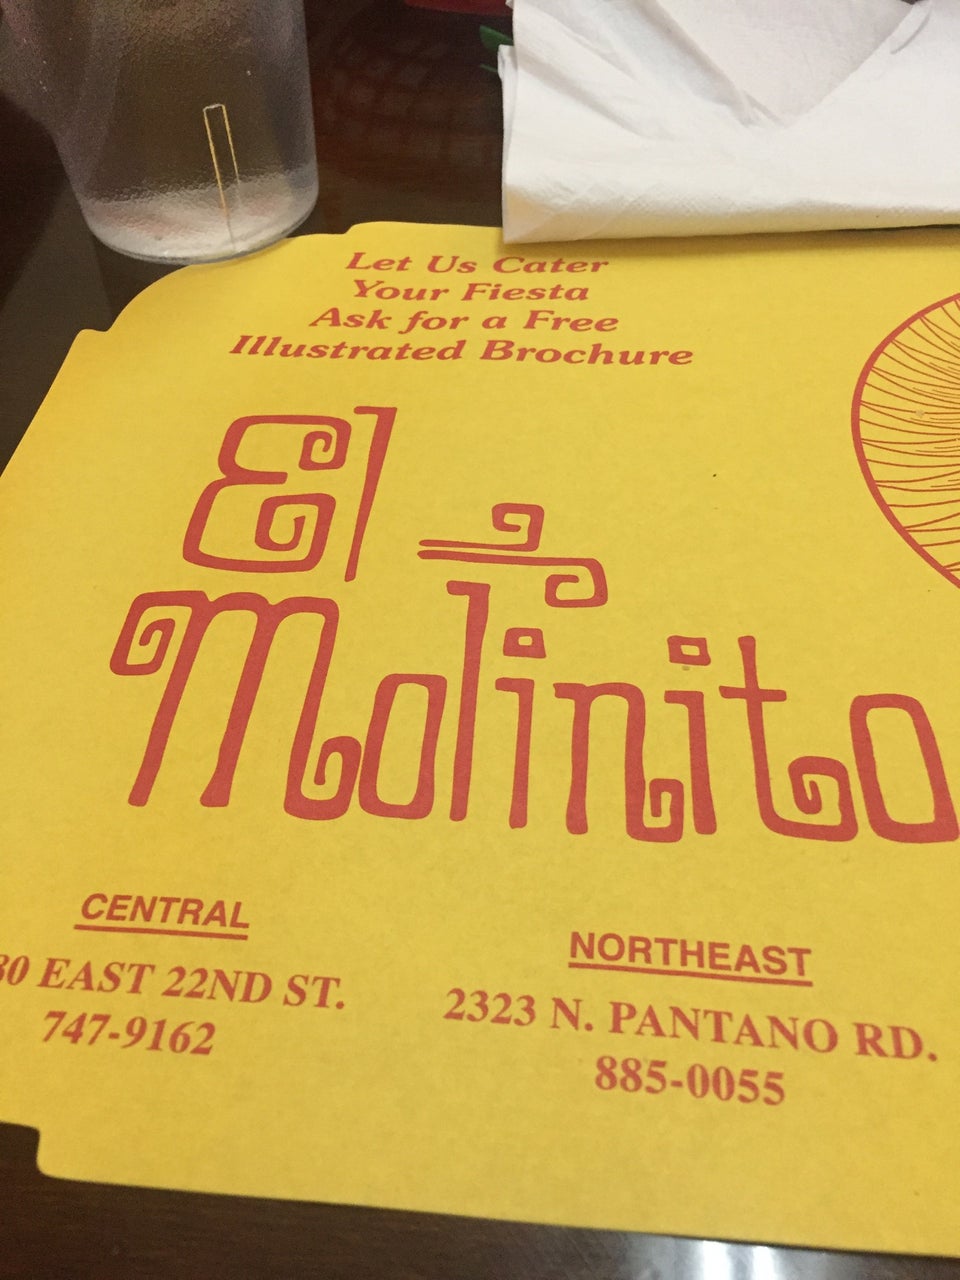 Let Us Cater
Your Fiesta
Ask for a Free
Illustrated Brochure
El
Molinito
CENTRAL
EAST 22ND ST.
747-9162
NORTHEAST
2323 N. PANTANO RD.
885-0055